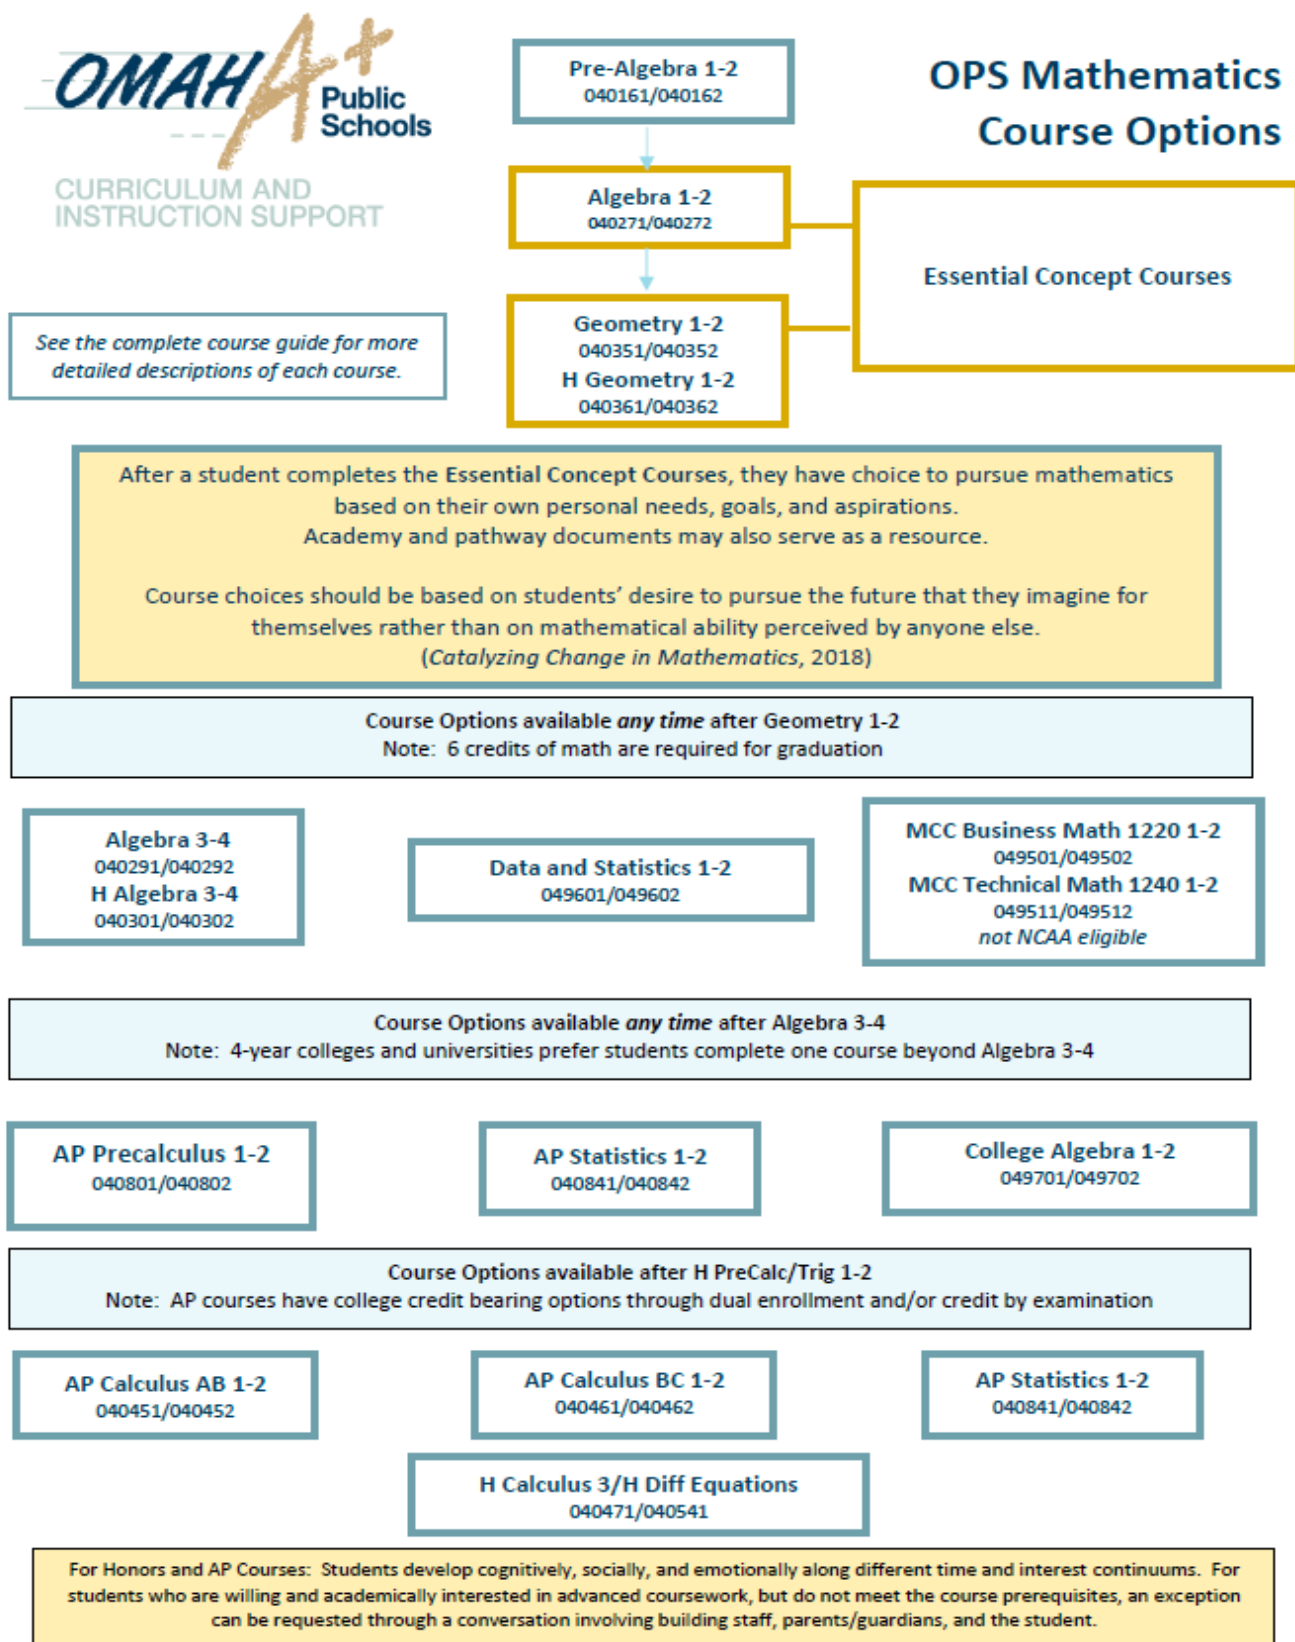 OMAHA+
Public
Schools
CURRICULUM AND
INSTRUCTION SUPPORT
Pre-Algebra 1-2
040161/040162
OPS Mathematics
Course Options
Algebra 1-2
040271/040272
Essential Concept Courses
Geometry 1-2
040351/040352
H Geometry 1-2
040361/040362
See the complete course guide for more
detailed descriptions of each course.
After a student completes the Essential Concept Courses, they have choice to pursue mathematics
based on their own personal needs, goals, and aspirations.
Academy and pathway documents may also serve as a resource.
Course choices should be based on students' desire to pursue the future that they imagine for
themselves rather than on mathematical ability perceived by anyone else.
(Catalyzing Change in Mathematics, 2018)
Course Options available any time after Geometry 1-2
Note: 6 credits of math are required for graduation
Algebra 3-4
040291/040292
H Algebra 3-4
040301/040302
Data and Statistics 1-2
049601/049602
MCC Business Math 1220 1-2
049501/049502
MCC Technical Math 1240 1-2
049511/049512
not NCAA eligible
Course Options available any time after Algebra 3-4
Note: 4-year colleges and universities prefer students complete one course beyond Algebra 3-4
AP Precalculus 1-2
040801/040802
AP Statistics 1-2
040841/040842
College Algebra 1-2
049701/049702
Course Options available after H PreCalc/Trig 1-2
Note: AP courses have college credit bearing options through dual enrollment and/or credit by examination
AP Calculus AB 1-2
040451/040452
AP Calculus BC 1-2
040461/040462
AP Statistics 1-2
040841/040842
H Calculus 3/H Diff Equations
040471/040541
For Honors and AP Courses: Students develop cognitively, socially, and emotionally along different time and interest continuums. For
students who are willing and academically interested in advanced coursework, but do not meet the course prerequisites, an exception
can be requested through a conversation involving building staff, parents/guardians, and the student.